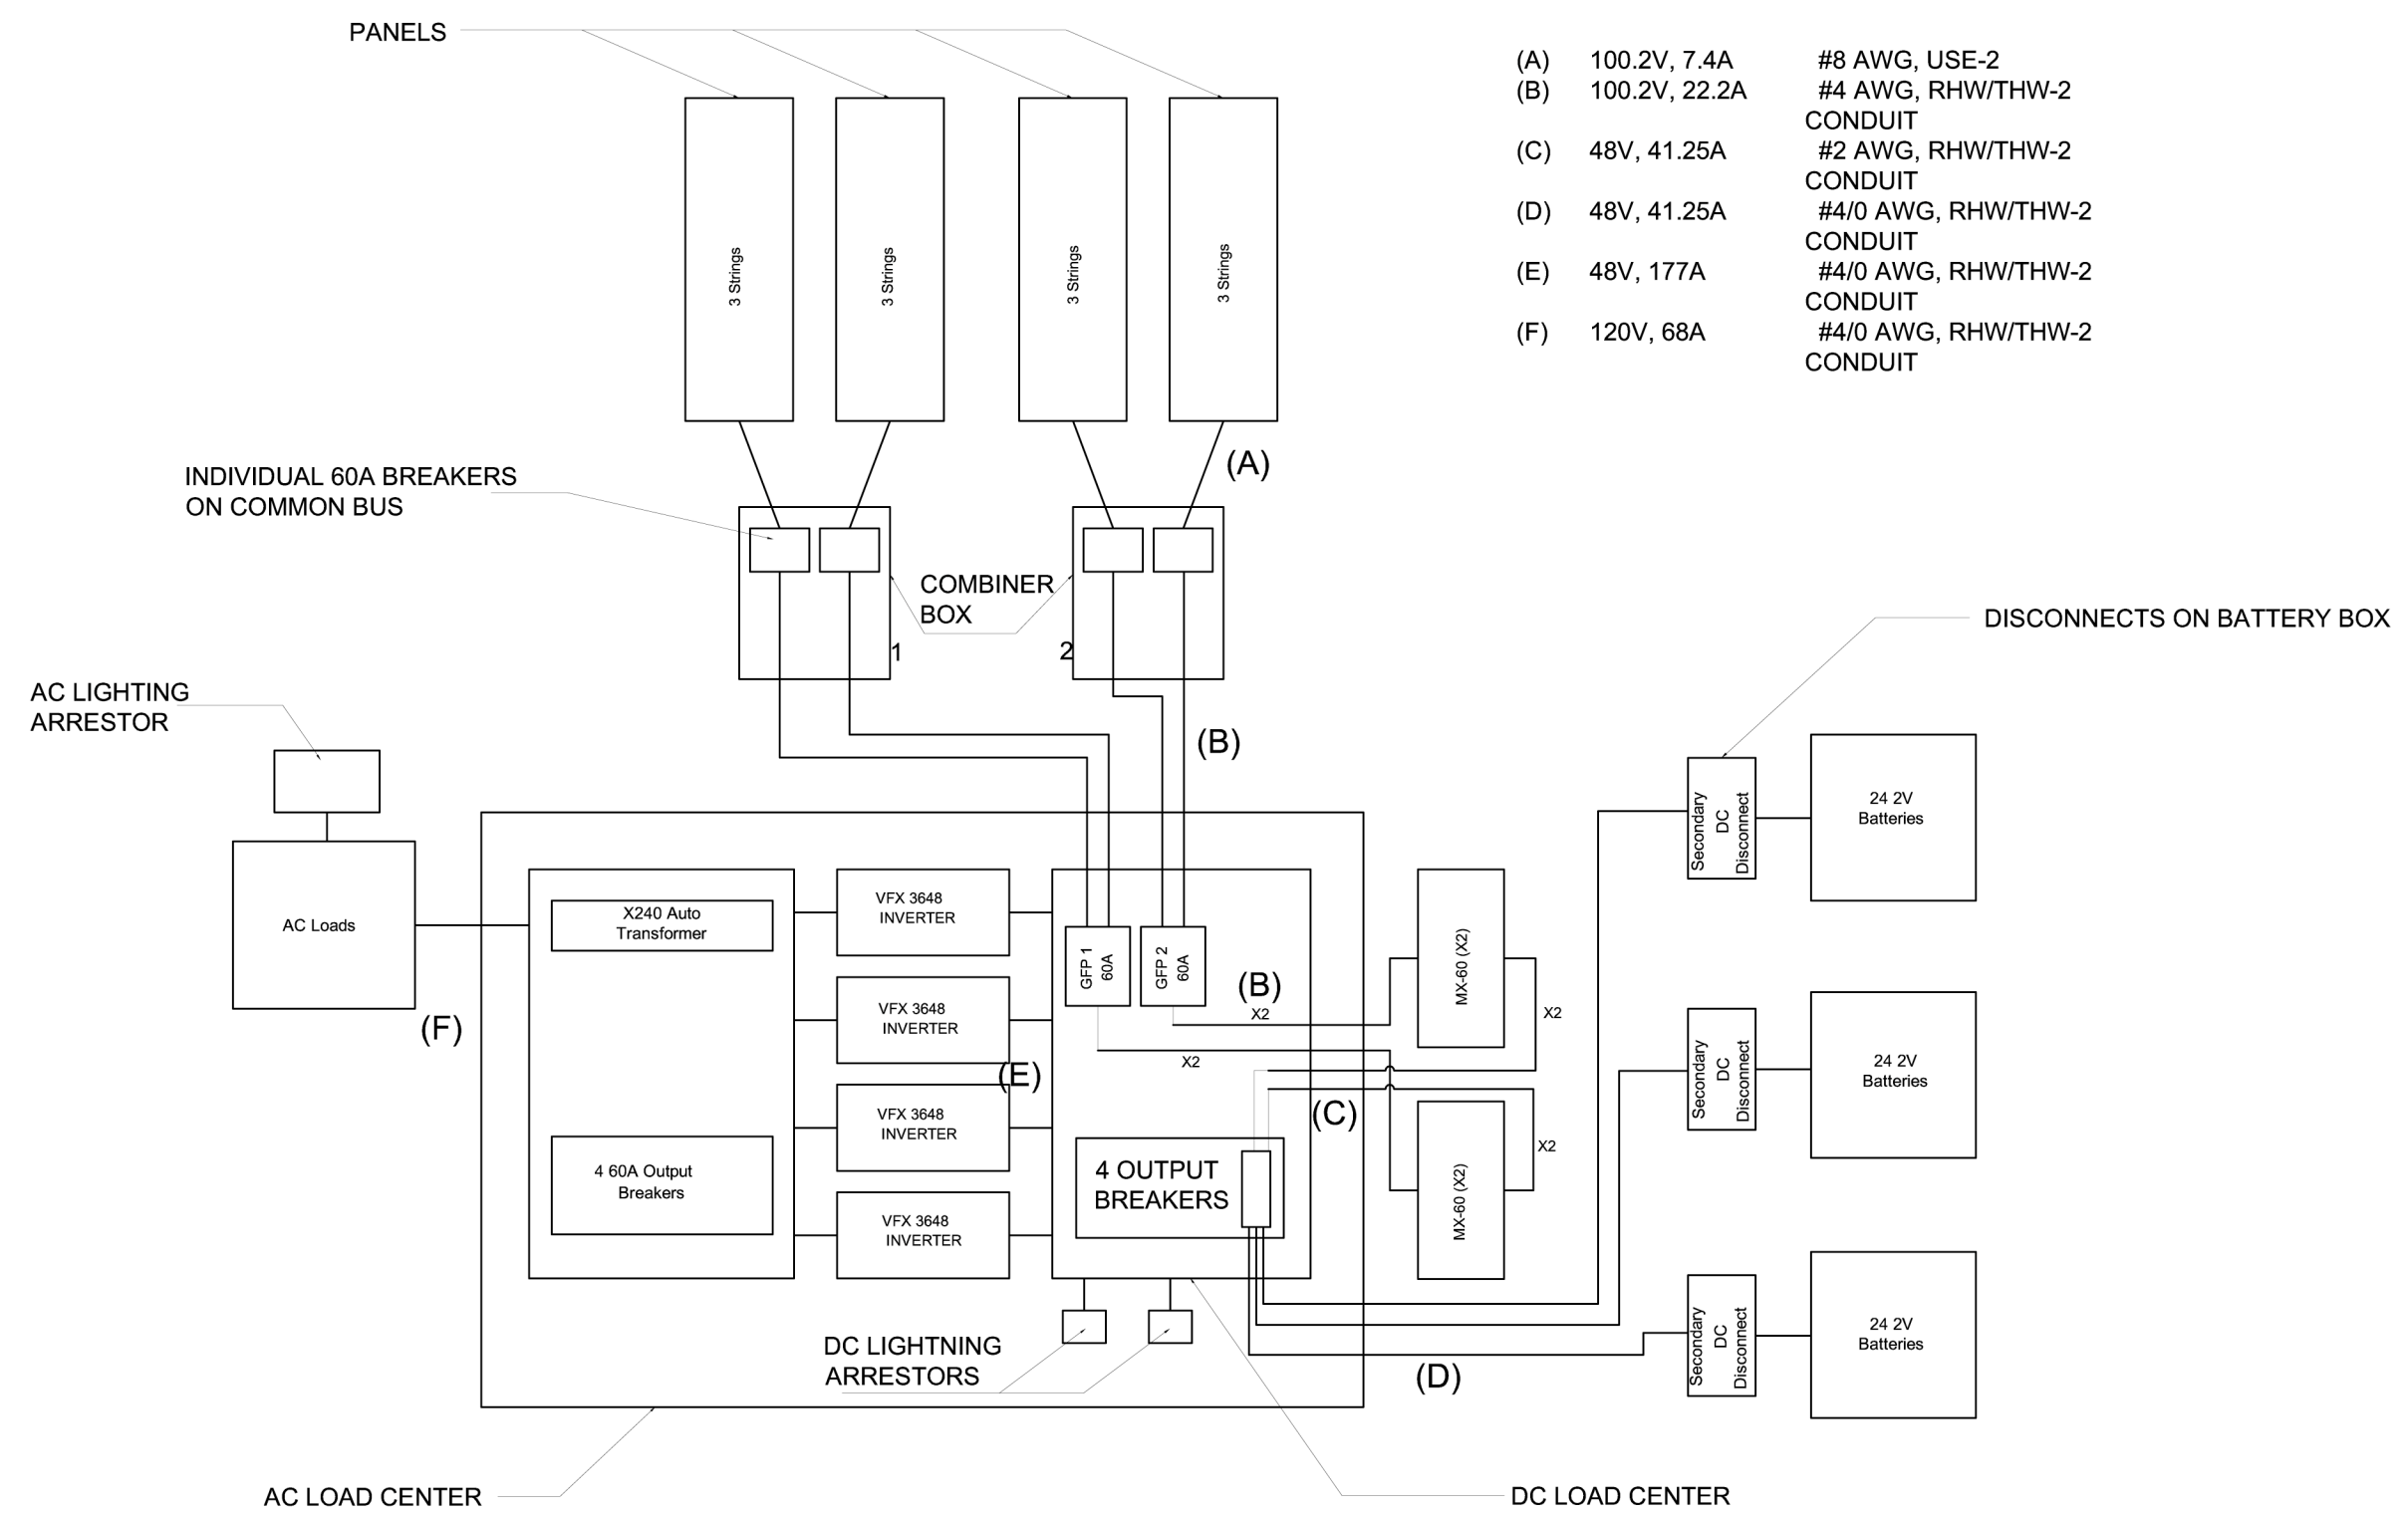 PANELS
(A) 100.2V, 7.4A #8 AWG, USE-2
(B) 100.2V, 22.2A #4 AWG, RHW/THW-2
CONDUIT
(C) 48V, 41.25A #2 AWG, RHW/THW-2
CONDUIT
(D) 48V, 41.25A #4/0 AWG, RHW/THW-2
CONDUIT
(E) 48V, 177A #4/0 AWG, RHW/THW-2
CONDUIT
(F) 120V, 68A #4/0 AWG, RHW/THW-2
CONDUIT
3 Strings
3 Strings
3 Strings
3 Strings
(A)
INDIVIDUAL 60A BREAKERS
ON COMMON BUS
COMBINER
BOX
1
2
DISCONNECTS ON BATTERY BOX
AC LIGHTING
ARRESTOR
(B)
Secondary
DC
Disconnect
24 2V
Batteries
AC Loads
X240 Auto
Transformer
VFX 3648
INVERTER
GFP 1
60A
GFP 2
60A
(B)
X2
X2
MX-60 (X2)
X2
(F)
VFX 3648
INVERTER
(E)
Secondary
DC
Disconnect
24 2V
Batteries
(C)
VFX 3648
INVERTER
4 60A Output
Breakers
4 OUTPUT
BREAKERS
MX-60 (X2)
X2
VFX 3648
INVERTER
Secondary
DC
Disconnect
24 2V
Batteries
DC LIGHTNING
ARRESTORS
(D)
AC LOAD CENTER
DC LOAD CENTER